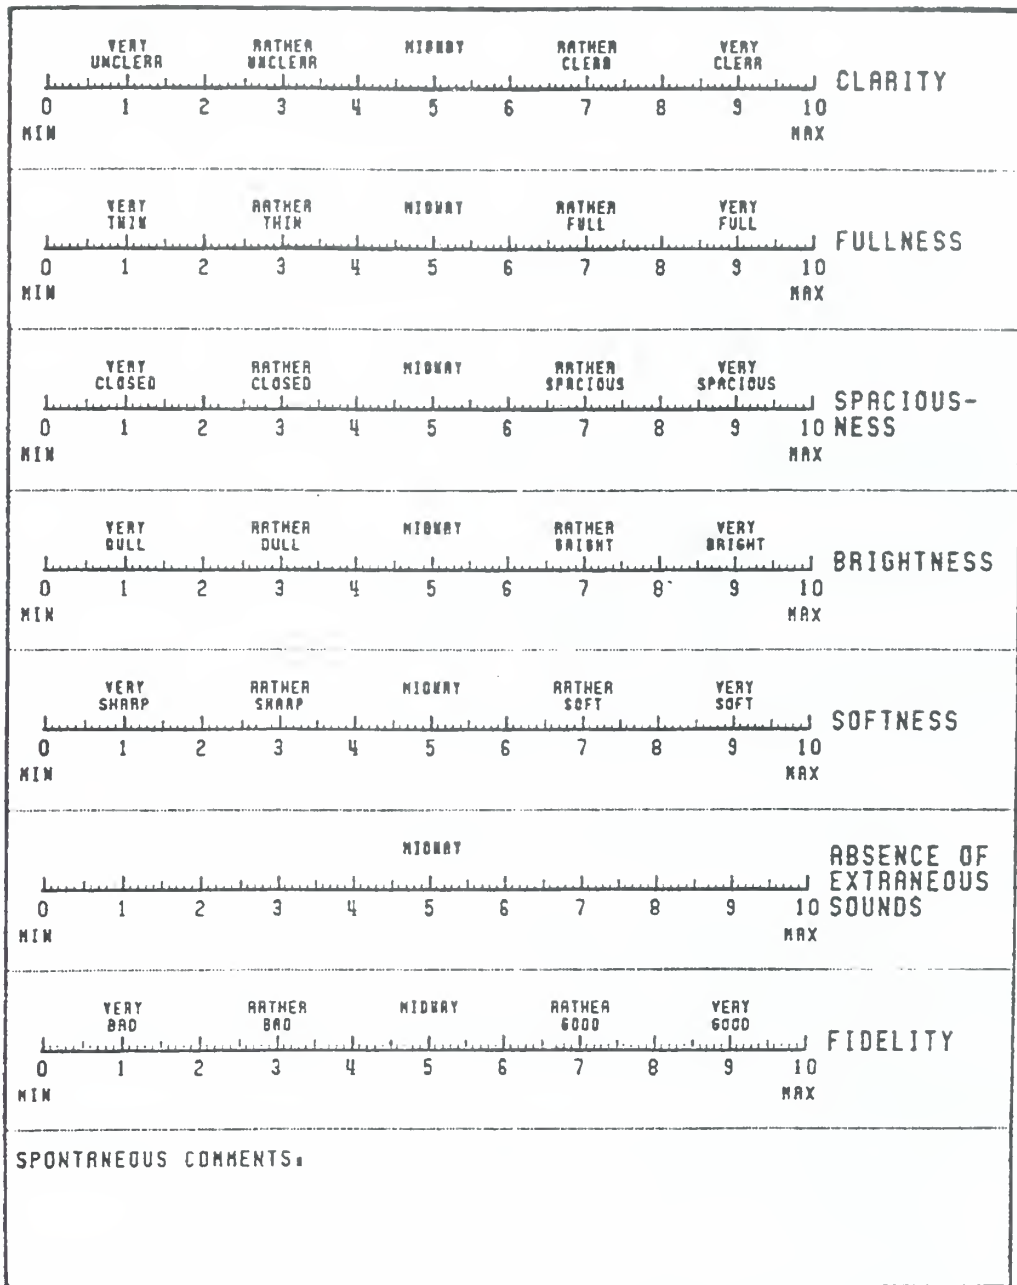 VERY RATHER MIDWAY RATHER VERY
UNCLEAR UNCLEAR CLEAR CLEAR
CLARITY
0 1 2 3 4 5 6 7 8 9 10
MIN MAX
VERY RATHER MIDWAY RATHER VERY
THIN THIN FULL FULL
FULLNESS
0 1 2 3 4 5 6 7 8 9 10
MIN MAX
VERY RATHER MIDWAY RATHER VERY
CLOSED CLOSED SPACIOUS SPACIOUS
SPACIOUS-
NESS
0 1 2 3 4 5 6 7 8 9 10
MIN MAX
VERY RATHER MIDWAY RATHER VERY
DULL DULL BRIGHT BRIGHT
BRIGHTNESS
0 1 2 3 4 5 6 7 8 9 10
MIN MAX
VERY RATHER MIDWAY RATHER VERY
SHARP SHARP SOFT SOFT
SOFTNESS
0 1 2 3 4 5 6 7 8 9 10
MIN MAX
MIDWAY
ABSENCE OF
EXTRANEOUS
SOUNDS
0 1 2 3 4 5 6 7 8 9 10
MIN MAX
VERY RATHER MIDWAY RATHER VERY
BAD BAD GOOD GOOD
FIDELITY
0 1 2 3 4 5 6 7 8 9 10
MIN MAX
SPONTANEOUS COMMENTS: